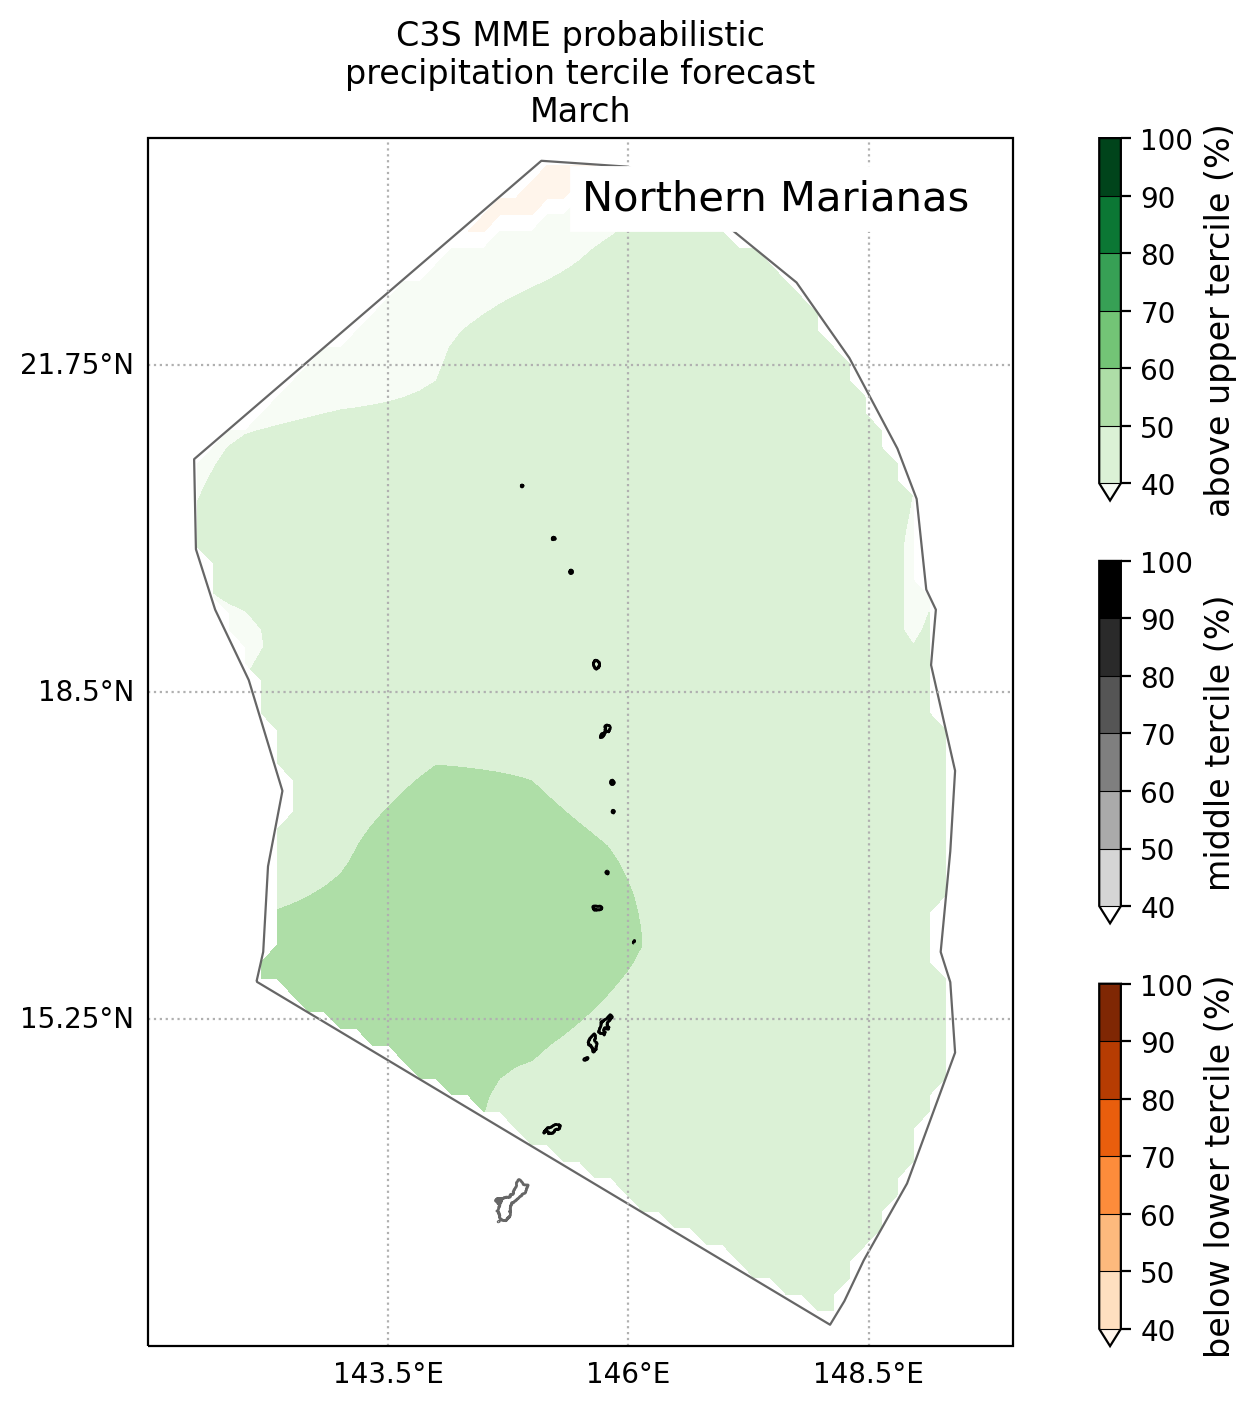 C3S MME probabilistic
precipitation tercile forecast
March
Northern Marianas
21.75°N
18.5°N
15.25°N
143.5°E
146°E
148.5°E
100
90
80
70
60
50
40
above upper tercile (%)
100
90
80
70
60
50
40
middle tercile (%)
100
90
80
70
60
50
40
below lower tercile (%)